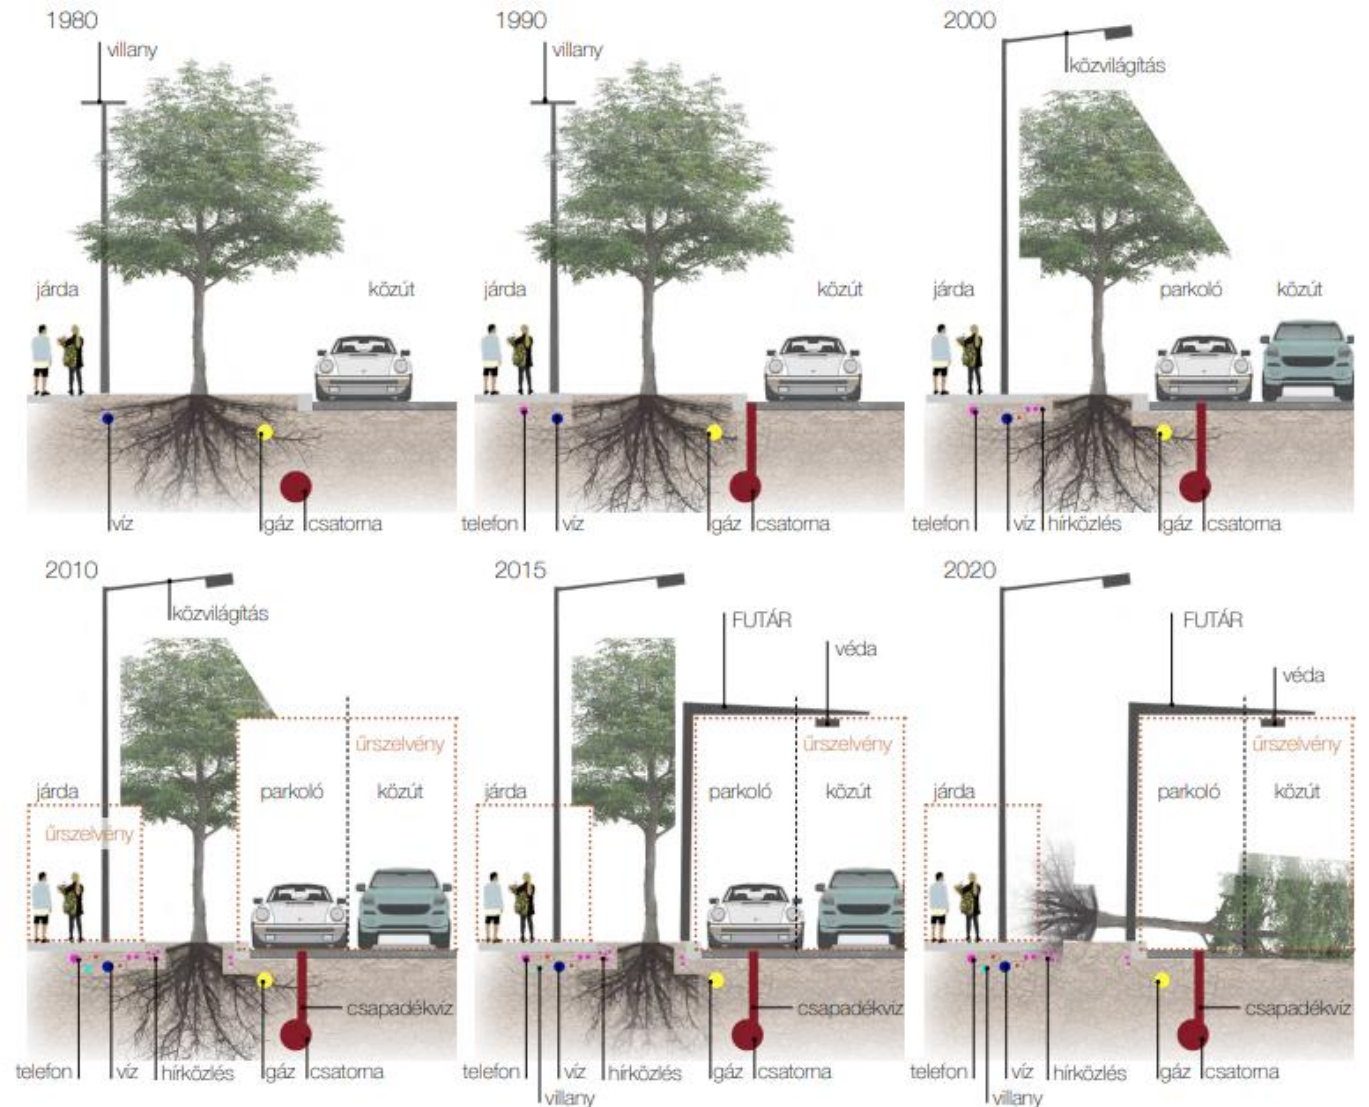 1980
villany
járda
közút
víz
gáz
csatorna
1990
villany
járda
közút
telefon
víz
gáz
csatorna
2000
közvilágítás
járda
parkoló
közút
telefon
víz
hírközlés
gáz
csatorna
2010
közvilágítás
űrszelvény
járda
parkoló
közút
űrszelvény
csapadékvíz
telefon
víz
hírközlés
gáz
csatorna
2015
FUTÁR
véda
űrszelvény
járda
parkoló
közút
csapadékvíz
telefon
víz
hírközlés
gáz
csatorna
villany
2020
FUTÁR
véda
űrszelvény
járda
parkoló
közút
csapadékvíz
telefon
víz
hírközlés
gáz
csatorna
villany